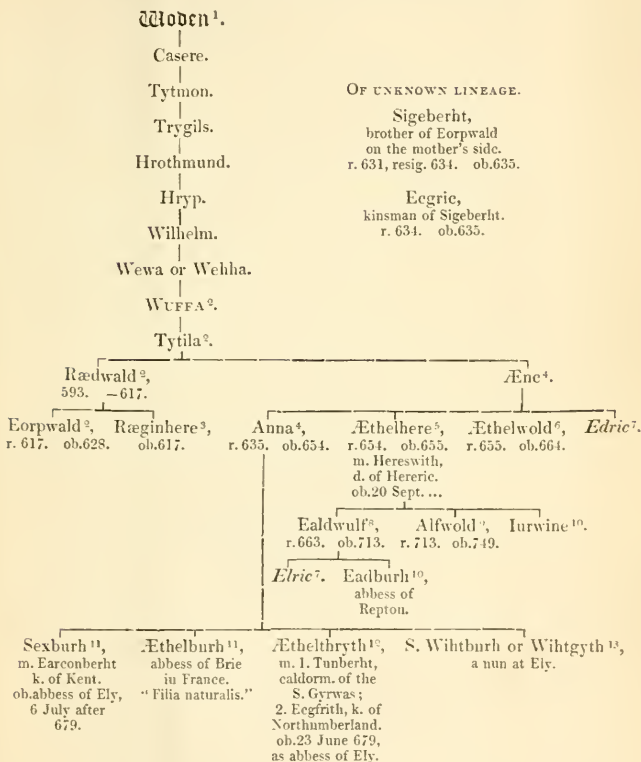 Woden¹.
Casere.
Tytmon.
Trygils.
Hrothmund.
Hryp.
Wilhelm.
Wewa or Wehha.
WUFFA².
Tytila².
OF UNKNOWN LINEAGE.
Sigeberht,
brother of Eorpwald
on the mother's side.
r. 631, resig. 634. ob.635.
Ecgric,
kinsman of Sigeberht.
r. 634. ob.635.
Rædwald²,
593. –617.
Ænc⁴.
Eorpwald²,
r. 617. ob.628.
Ræginhere³,
ob.617.
Anna⁴,
r. 635. ob.654.
Æthelhere⁵,
r.654. ob.655.
m. Hereswith,
d. of Hereric.
ob.20 Sept. ...
Æthelwold⁶,
r. 655. ob.664.
Edric⁷.
Ealdwulf⁸,
r.663. ob.713.
Alfwold⁹,
r. 713. ob.749.
Iurwine¹⁰.
Elric⁷.
Eadburh¹⁰,
abbess of
Repton.
Sexburh¹¹,
m. Earconberht
k. of Kent.
ob.abbess of Ely,
6 July after
679.
Æthelburh¹¹,
abbess of Brie
in France.
"Filia naturalis."
Æthelthryth¹²,
m. 1. Tunberht,
ealdorm. of the
S. Gyrwas;
2. Ecgfrith, k. of
Northumberland.
ob.23 June 679,
as abbess of Ely.
S. Wihtburh or Wihtgyth¹³,
a nun at Ely.